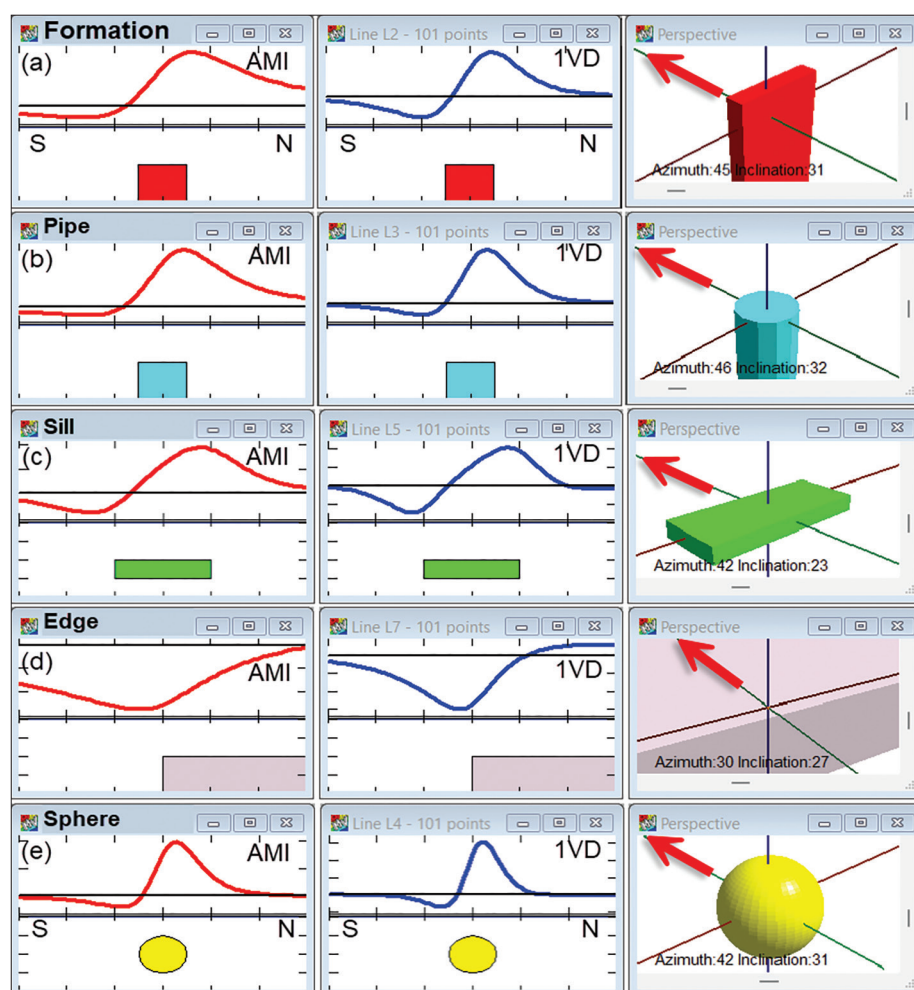 Formation
Line L2 - 101 points
Perspective
(a)
AMI
1VD
S
N
S
N
Azimuth:45 Inclination:31
Pipe
Line L3 - 101 points
Perspective
(b)
AMI
1VD
Azimuth:46 Inclination:32
Sill
Line L5 - 101 points
Perspective
(c)
AMI
1VD
Azimuth:42 Inclination:23
Edge
Line L7 - 101 points
Perspective
(d)
AMI
1VD
Azimuth:30 Inclination:27
Sphere
Line L4 - 101 points
Perspective
(e)
AMI
1VD
S
N
S
N
Azimuth:42 Inclination:31